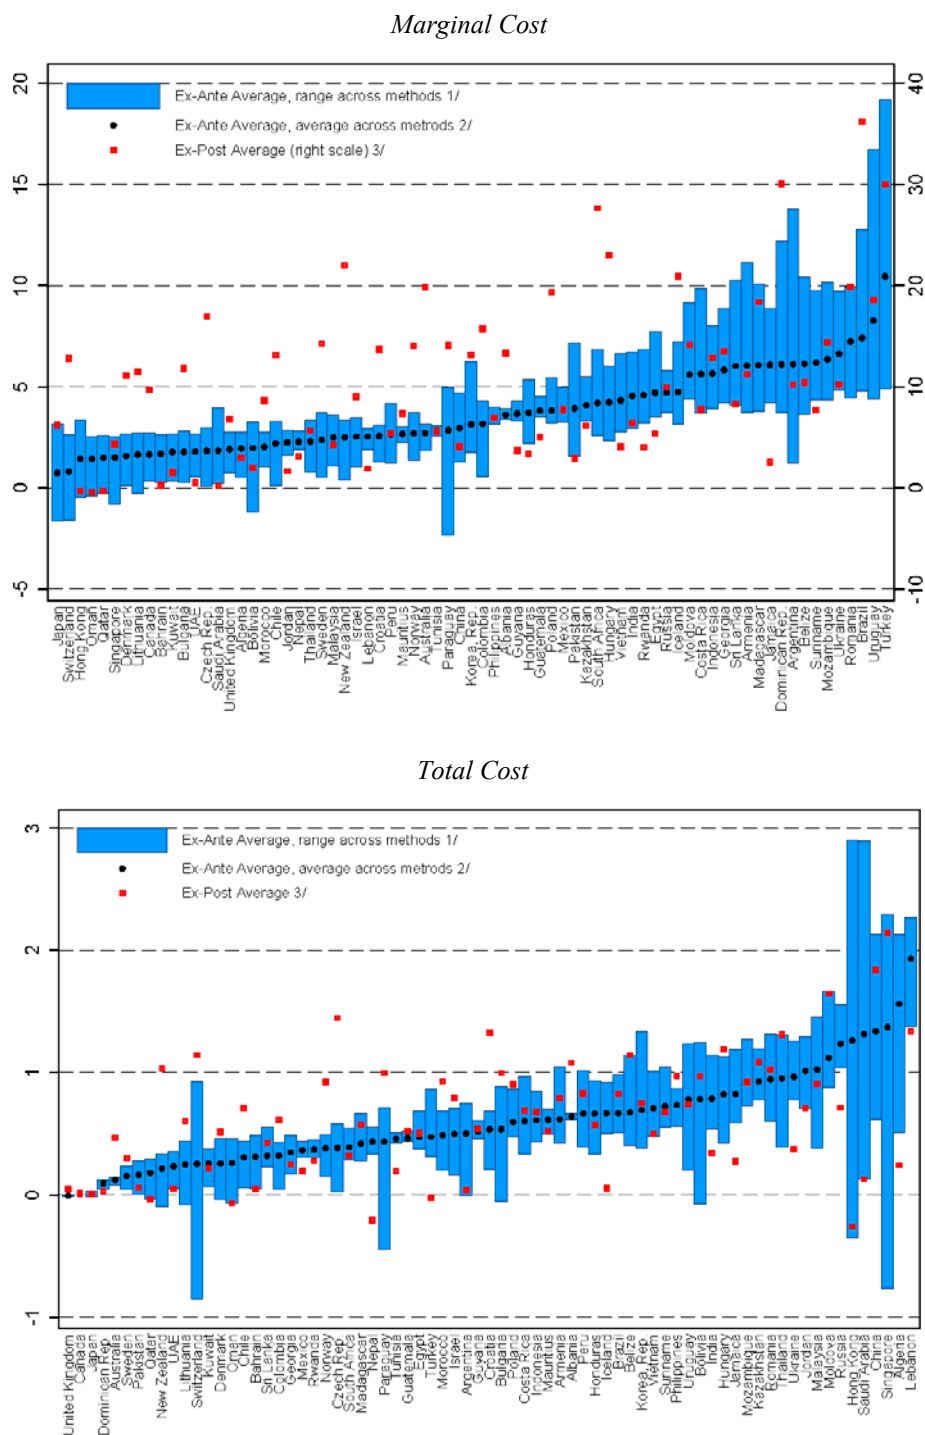 Marginal Cost
20
15
10
5
0
-5
40
30
20
10
0
-10
Ex-Ante Average, range across methods 1/
Ex-Ante Average, average across metrods 2/
Ex-Post Average (right scale) 3/
Japan
Switzerland
Hong Kong
Oman
Qatar
Singapore
Denmark
Lithuania
Canada
Bahrain
Kuwait
Bulgaria
UAE
Czech Rep.
Saudi Arabia
United Kingdom
Algeria
Bolivia
Morocco
Chile
Jordan
Nepal
Thailand
Sweden
Malaysia
New Zealand
Israel
Lebanon
Croatia
Peru
Mauritius
Norway
Australia
Tunisia
Paraguay
China
Korea, Rep.
Colombia
Philippines
Albania
Guyana
Honduras
Guatemala
Poland
Mexico
Pakistan
Kazakhstan
South Africa
Hungary
Vietnam
India
Rwanda
Egypt
Russia
Iceland
Moldova
Costa Rica
Indonesia
Georgia
Sri Lanka
Armenia
Madagascar
Jamaica
Dominican Rep.
Argentina
Belize
Suriname
Mozambique
Ukraine
Romania
Brazil
Uruguay
Turkey
Total Cost
3
2
1
0
-1
Ex-Ante Average, range across methods 1/
Ex-Ante Average, average across metrods 2/
Ex-Post Average 3/
United Kingdom
Canada
Japan
Dominican Rep.
Australia
Sweden
Pakistan
Qatar
New Zealand
UAE
Lithuania
Switzerland
Kuwait
Denmark
Oman
Chile
Bahrain
Sri Lanka
Colombia
Georgia
Mexico
Rwanda
Norway
Czech Rep.
South Africa
Madagascar
Nepal
Paraguay
Tunisia
Guatemala
Egypt
Turkey
Morocco
Israel
Argentina
Guyana
Croatia
Bulgaria
Poland
Costa Rica
Indonesia
Mauritius
Armenia
Albania
Peru
Honduras
Iceland
Brazil
Belize
Korea, Rep.
Vietnam
Suriname
Philippines
Uruguay
Bolivia
India
Hungary
Jamaica
Mozambique
Kazakhstan
Romania
Thailand
Ukraine
Jordan
Malaysia
Moldova
Russia
Hong Kong
Saudi Arabia
China
Singapore
Algeria
Lebanon